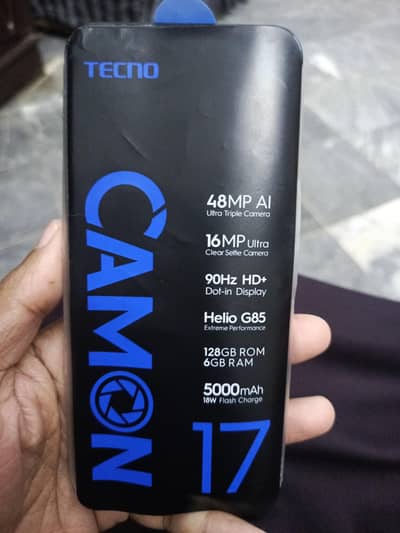 TECNO
CAMON
48MP AI
Ultra Triple Camera
16MP Ultra
Clear Selfie Camera
90Hz HD+
Dot-in Display
Helio G85
Extreme Performance
128GB ROM
6GB RAM
5000mAh
18W Flash Charge
17